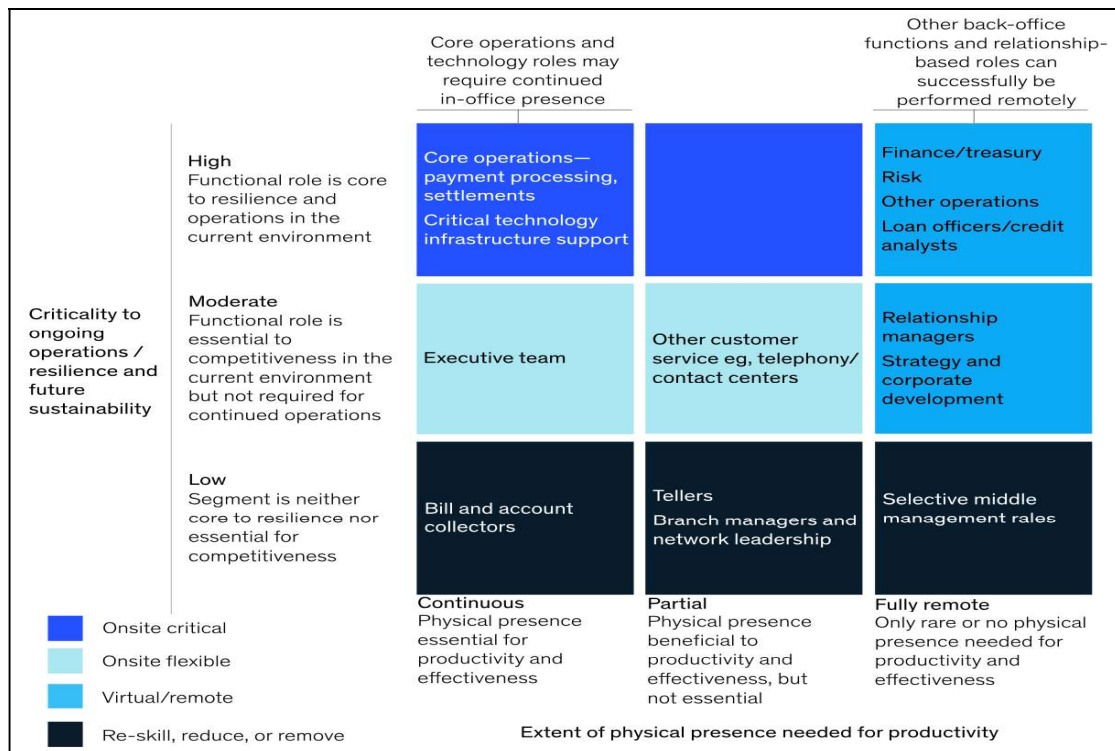 Core operations and
technology roles may
require continued
in-office presence
Other back-office
functions and relationship-
based roles can
successfully be
performed remotely
High
Functional role is core
to resilience and
operations in the
current environment
Core operations—
payment processing,
settlements
Critical technology
infrastructure support
Finance/treasury
Risk
Other operations
Loan officers/credit
analysts
Criticality to
ongoing
operations /
resilience and
future
sustainability
Moderate
Functional role is
essential to
competitiveness in the
current environment
but not required for
continued operations
Executive team
Other customer
service eg, telephony/
contact centers
Relationship
managers
Strategy and
corporate
development
Low
Segment is neither
core to resilience nor
essential for
competitiveness
Bill and account
collectors
Tellers
Branch managers and
network leadership
Selective middle
management rales
Continuous
Physical presence
essential for
productivity and
effectiveness
Partial
Physical presence
beneficial to
productivity and
effectiveness, but
not essential
Fully remote
Only rare or no physical
presence needed for
productivity and
effectiveness
Onsite critical
Onsite flexible
Virtual/remote
Re-skill, reduce, or remove
Extent of physical presence needed for productivity